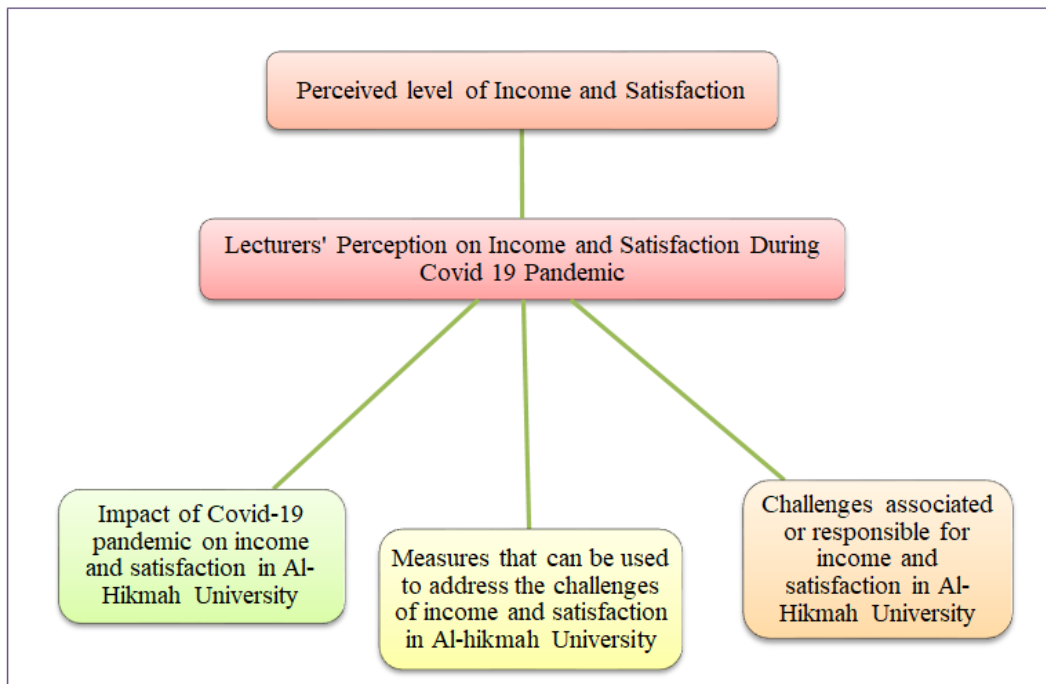 Perceived level of Income and Satisfaction
Lecturers' Perception on Income and Satisfaction During
Covid 19 Pandemic
Impact of Covid-19
pandemic on income
and satisfaction in Al-
Hikmah University
Measures that can be used
to address the challenges
of income and satisfaction
in Al-hikmah University
Challenges associated
or responsible for
income and
satisfaction in Al-
Hikmah University